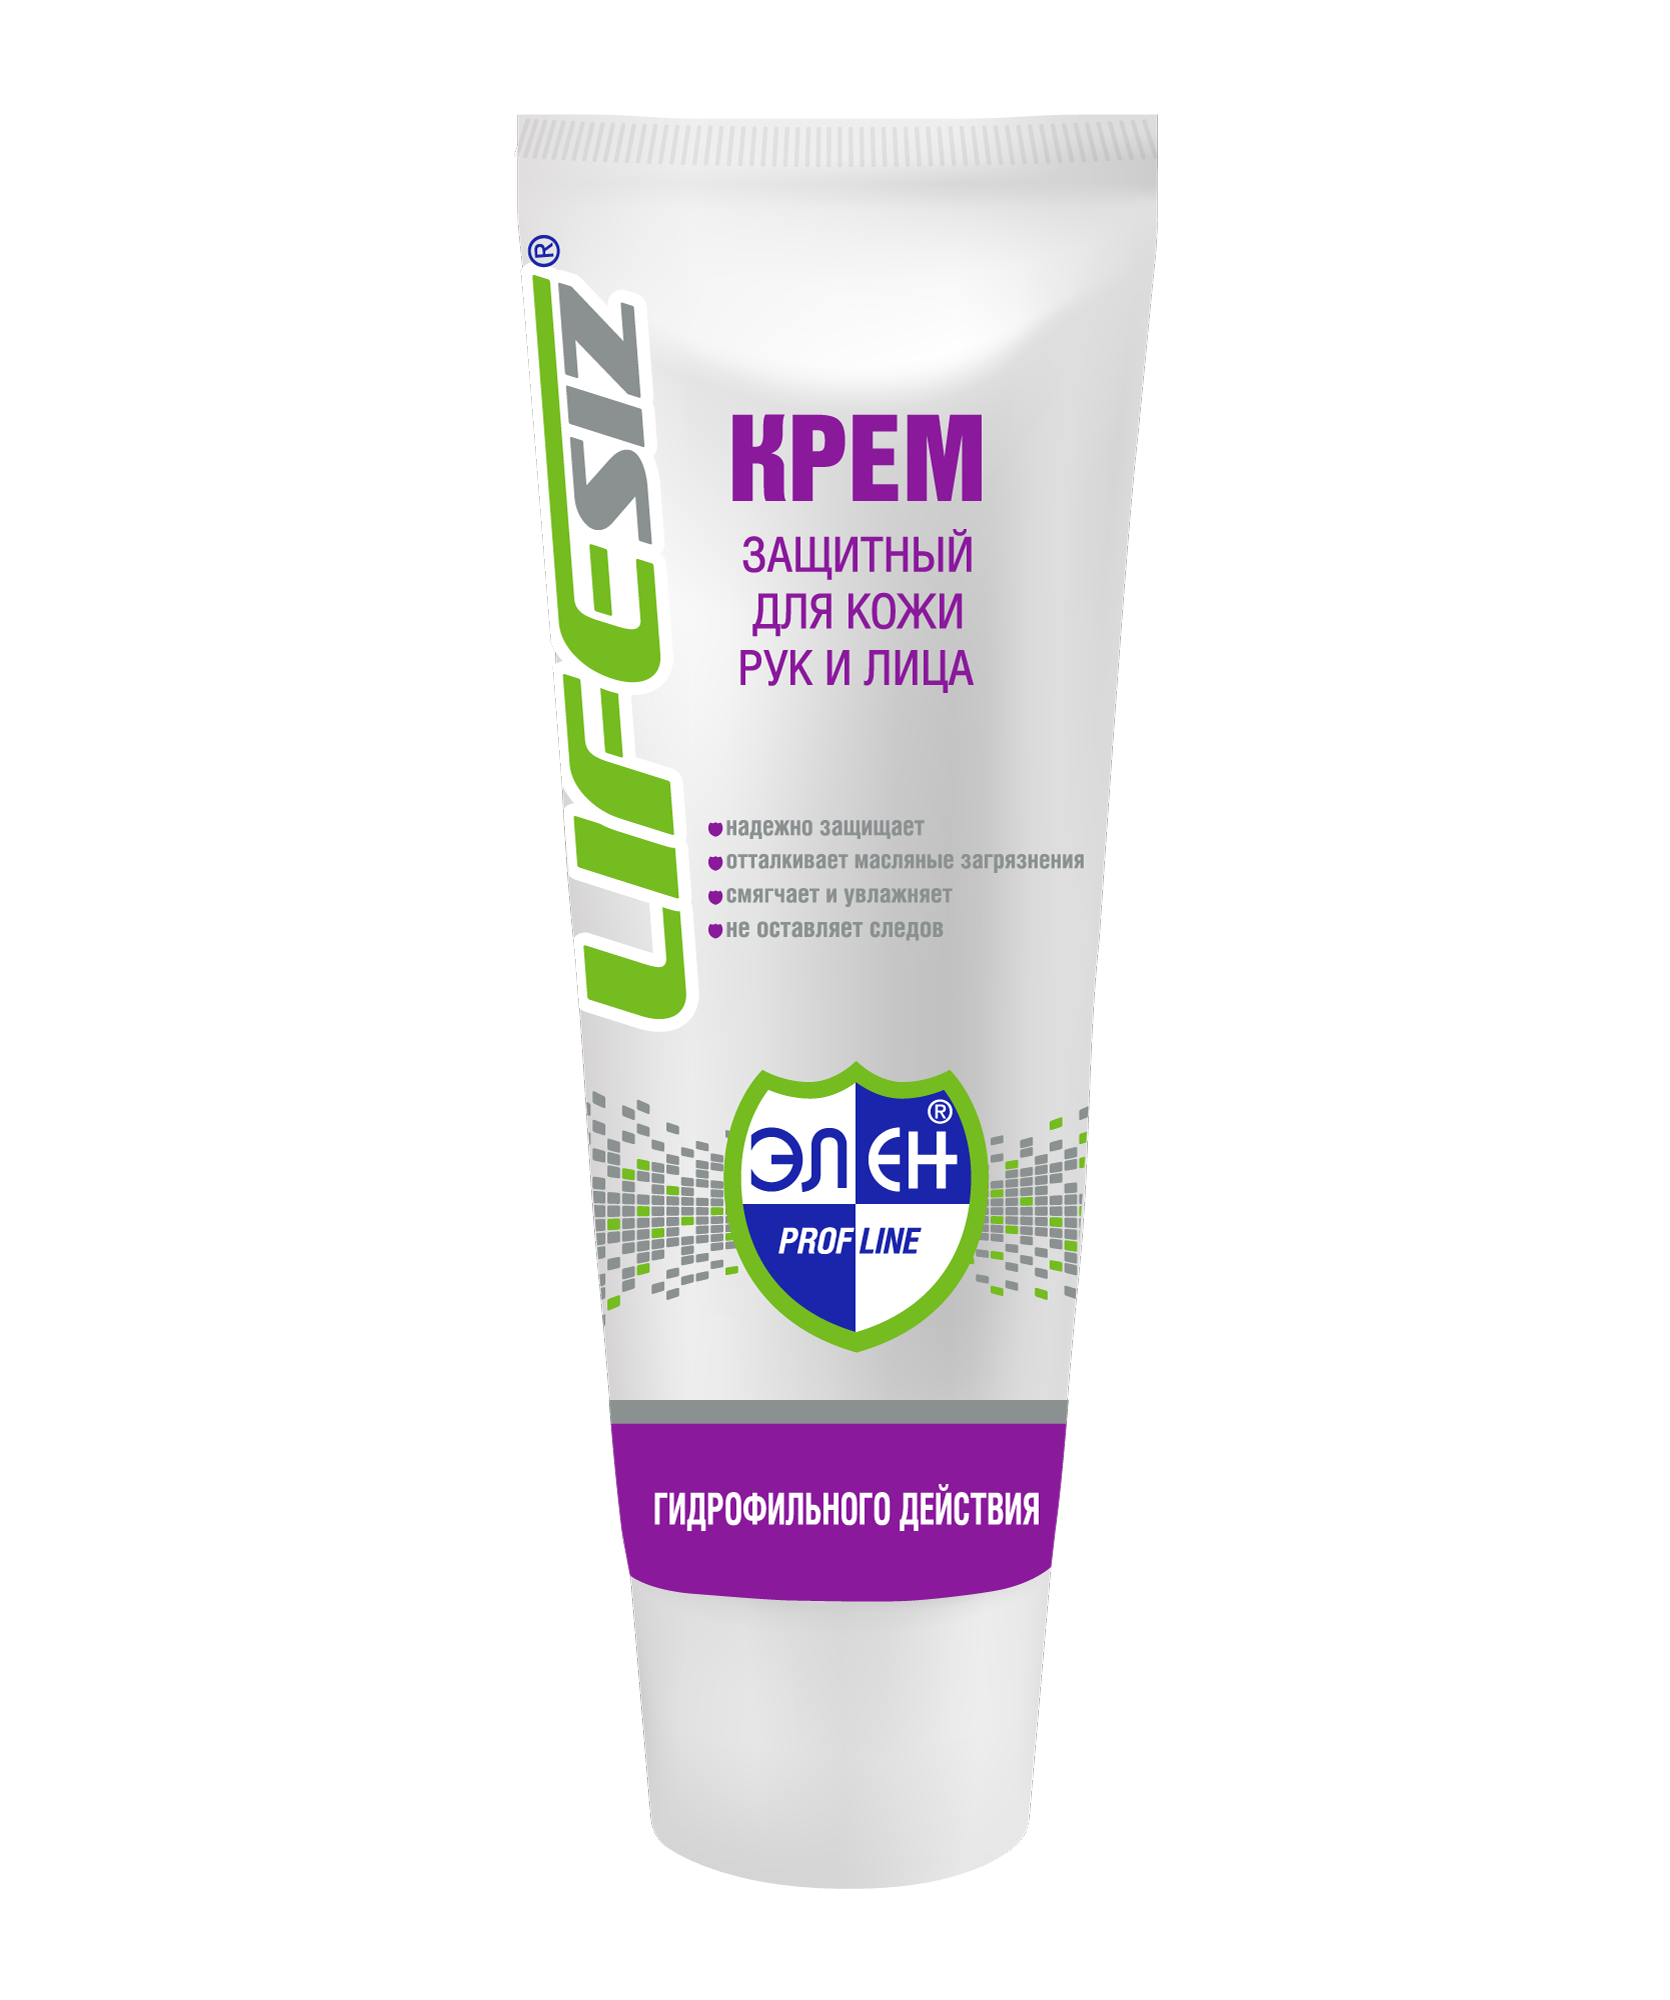 LIFESIZ®
КРЕМ
ЗАЩИТНЫЙ
ДЛЯ КОЖИ
РУК И ЛИЦА
надежно защищает
отталкивает масляные загрязнения
смягчает и увлажняет
не оставляет следов
ЭЛЕН®
PROF LINE
ГИДРОФИЛЬНОГО ДЕЙСТВИЯ